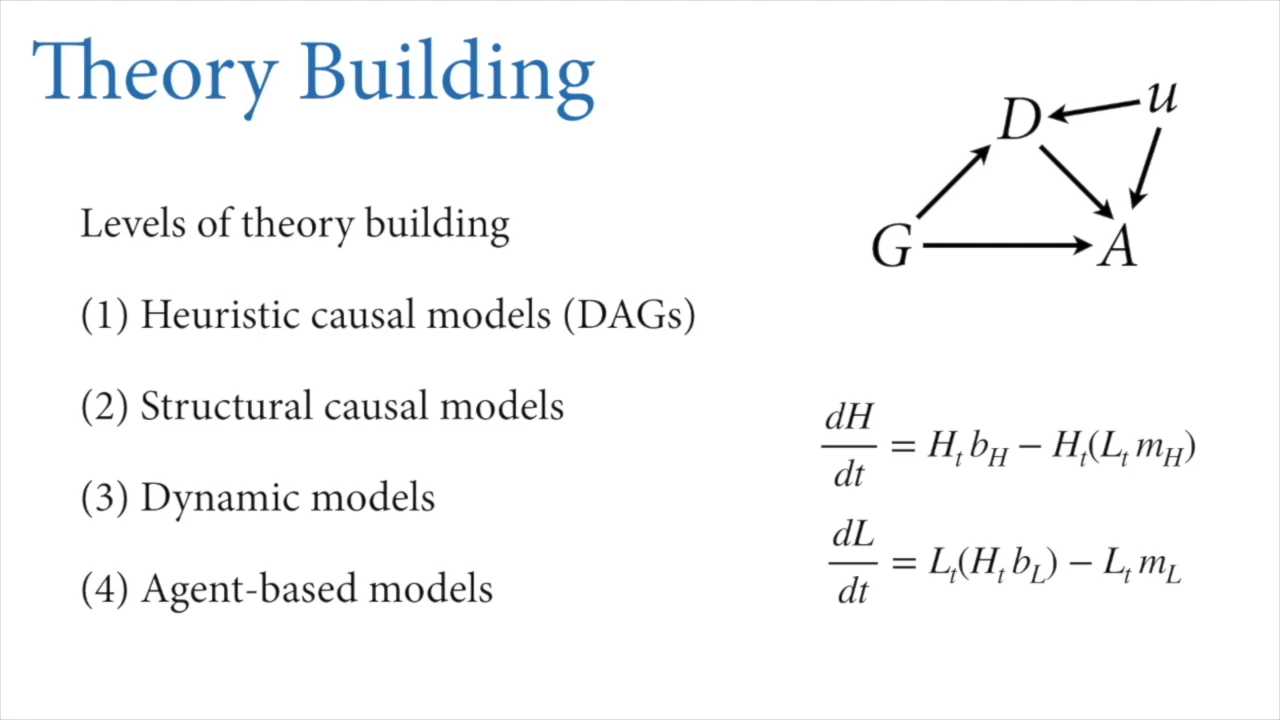 Theory Building
Levels of theory building
(1) Heuristic causal models (DAGs)
(2) Structural causal models
(3) Dynamic models
(4) Agent-based models
u
D
G
A
dH/dt = H_t b_H − H_t(L_t m_H)
dL/dt = L_t(H_t b_L) − L_t m_L